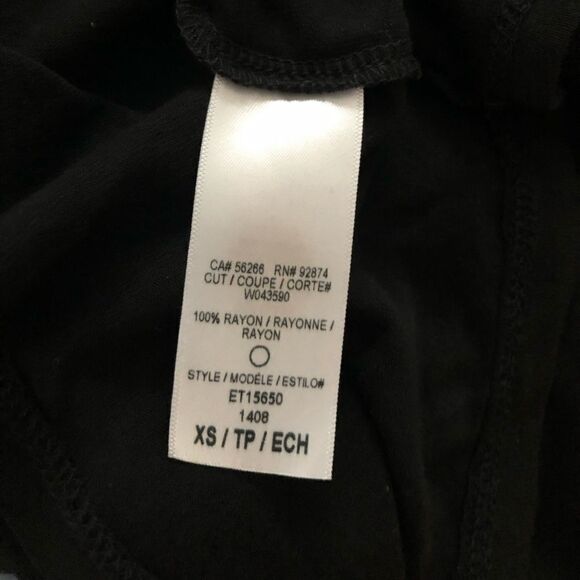 CA# 56266 RN# 92874
CUT / COUPE / CORTE#
W043590
100% RAYON / RAYONNE /
RAYON
STYLE / MODÈLE / ESTILO#
ET15650
1408
XS / TP / ECH